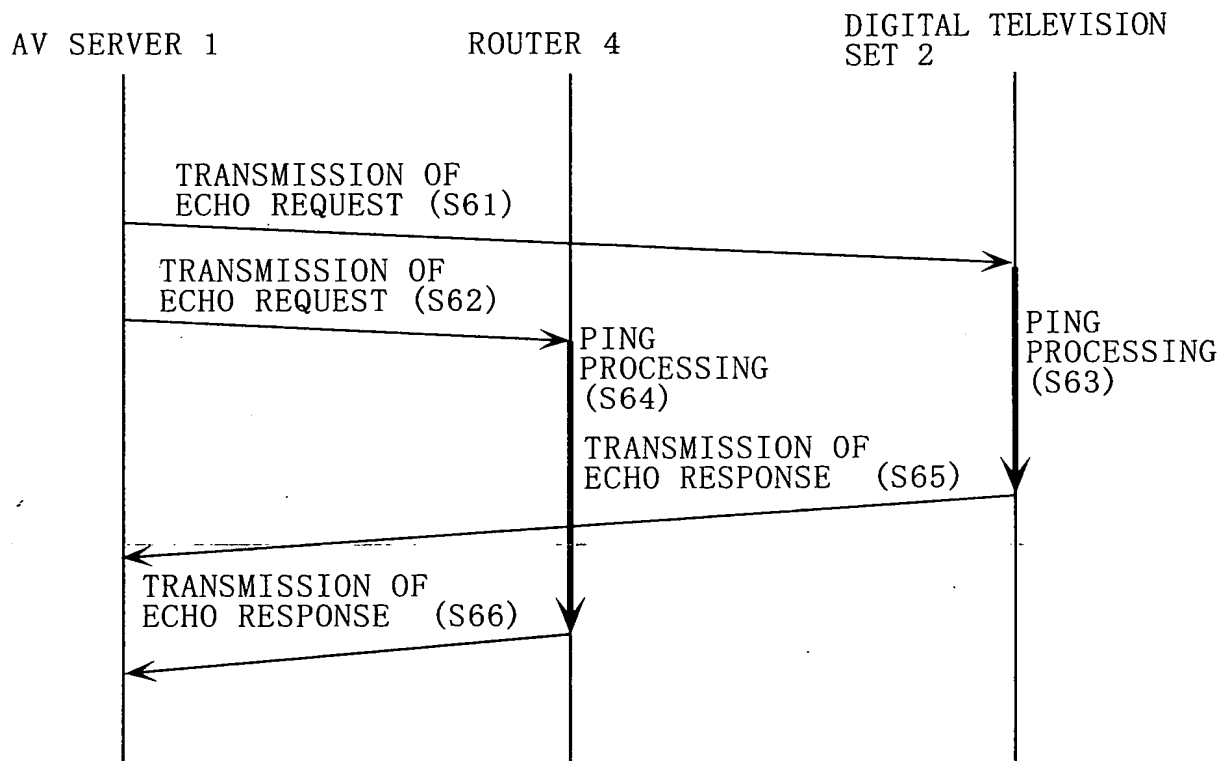 AV SERVER 1
ROUTER 4
DIGITAL TELEVISION
SET 2
TRANSMISSION OF
ECHO REQUEST (S61)
TRANSMISSION OF
ECHO REQUEST (S62)
PING
PROCESSING
(S64)
PING
PROCESSING
(S63)
TRANSMISSION OF
ECHO RESPONSE (S65)
TRANSMISSION OF
ECHO RESPONSE (S66)